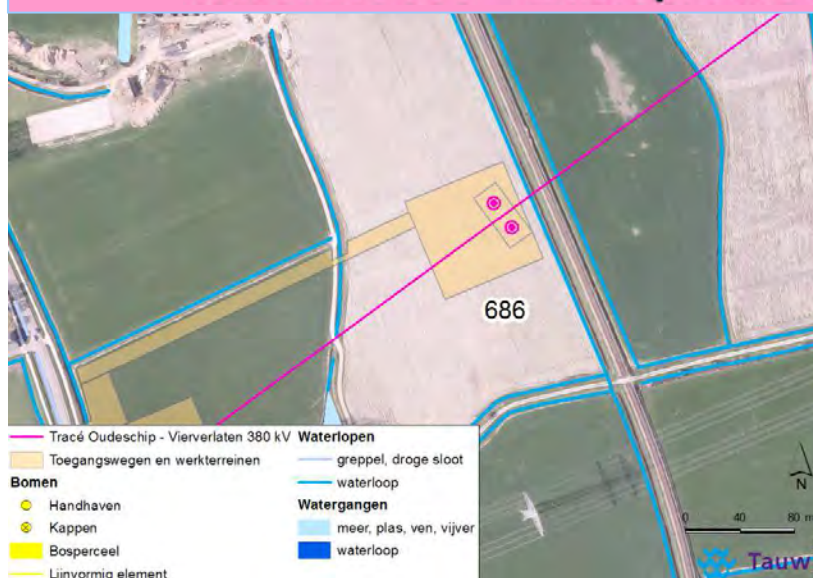 686
Tracé Oudeschip - Vierverlaten 380 kV
Toegangswegen en werkterreinen
Bomen
Handhaven
Kappen
Bosperceel
Lijnvormig element
Waterlopen
greppel, droge sloot
waterloop
Watergangen
meer, plas, ven, vijver
waterloop
N
0 40 80 m
Tauw